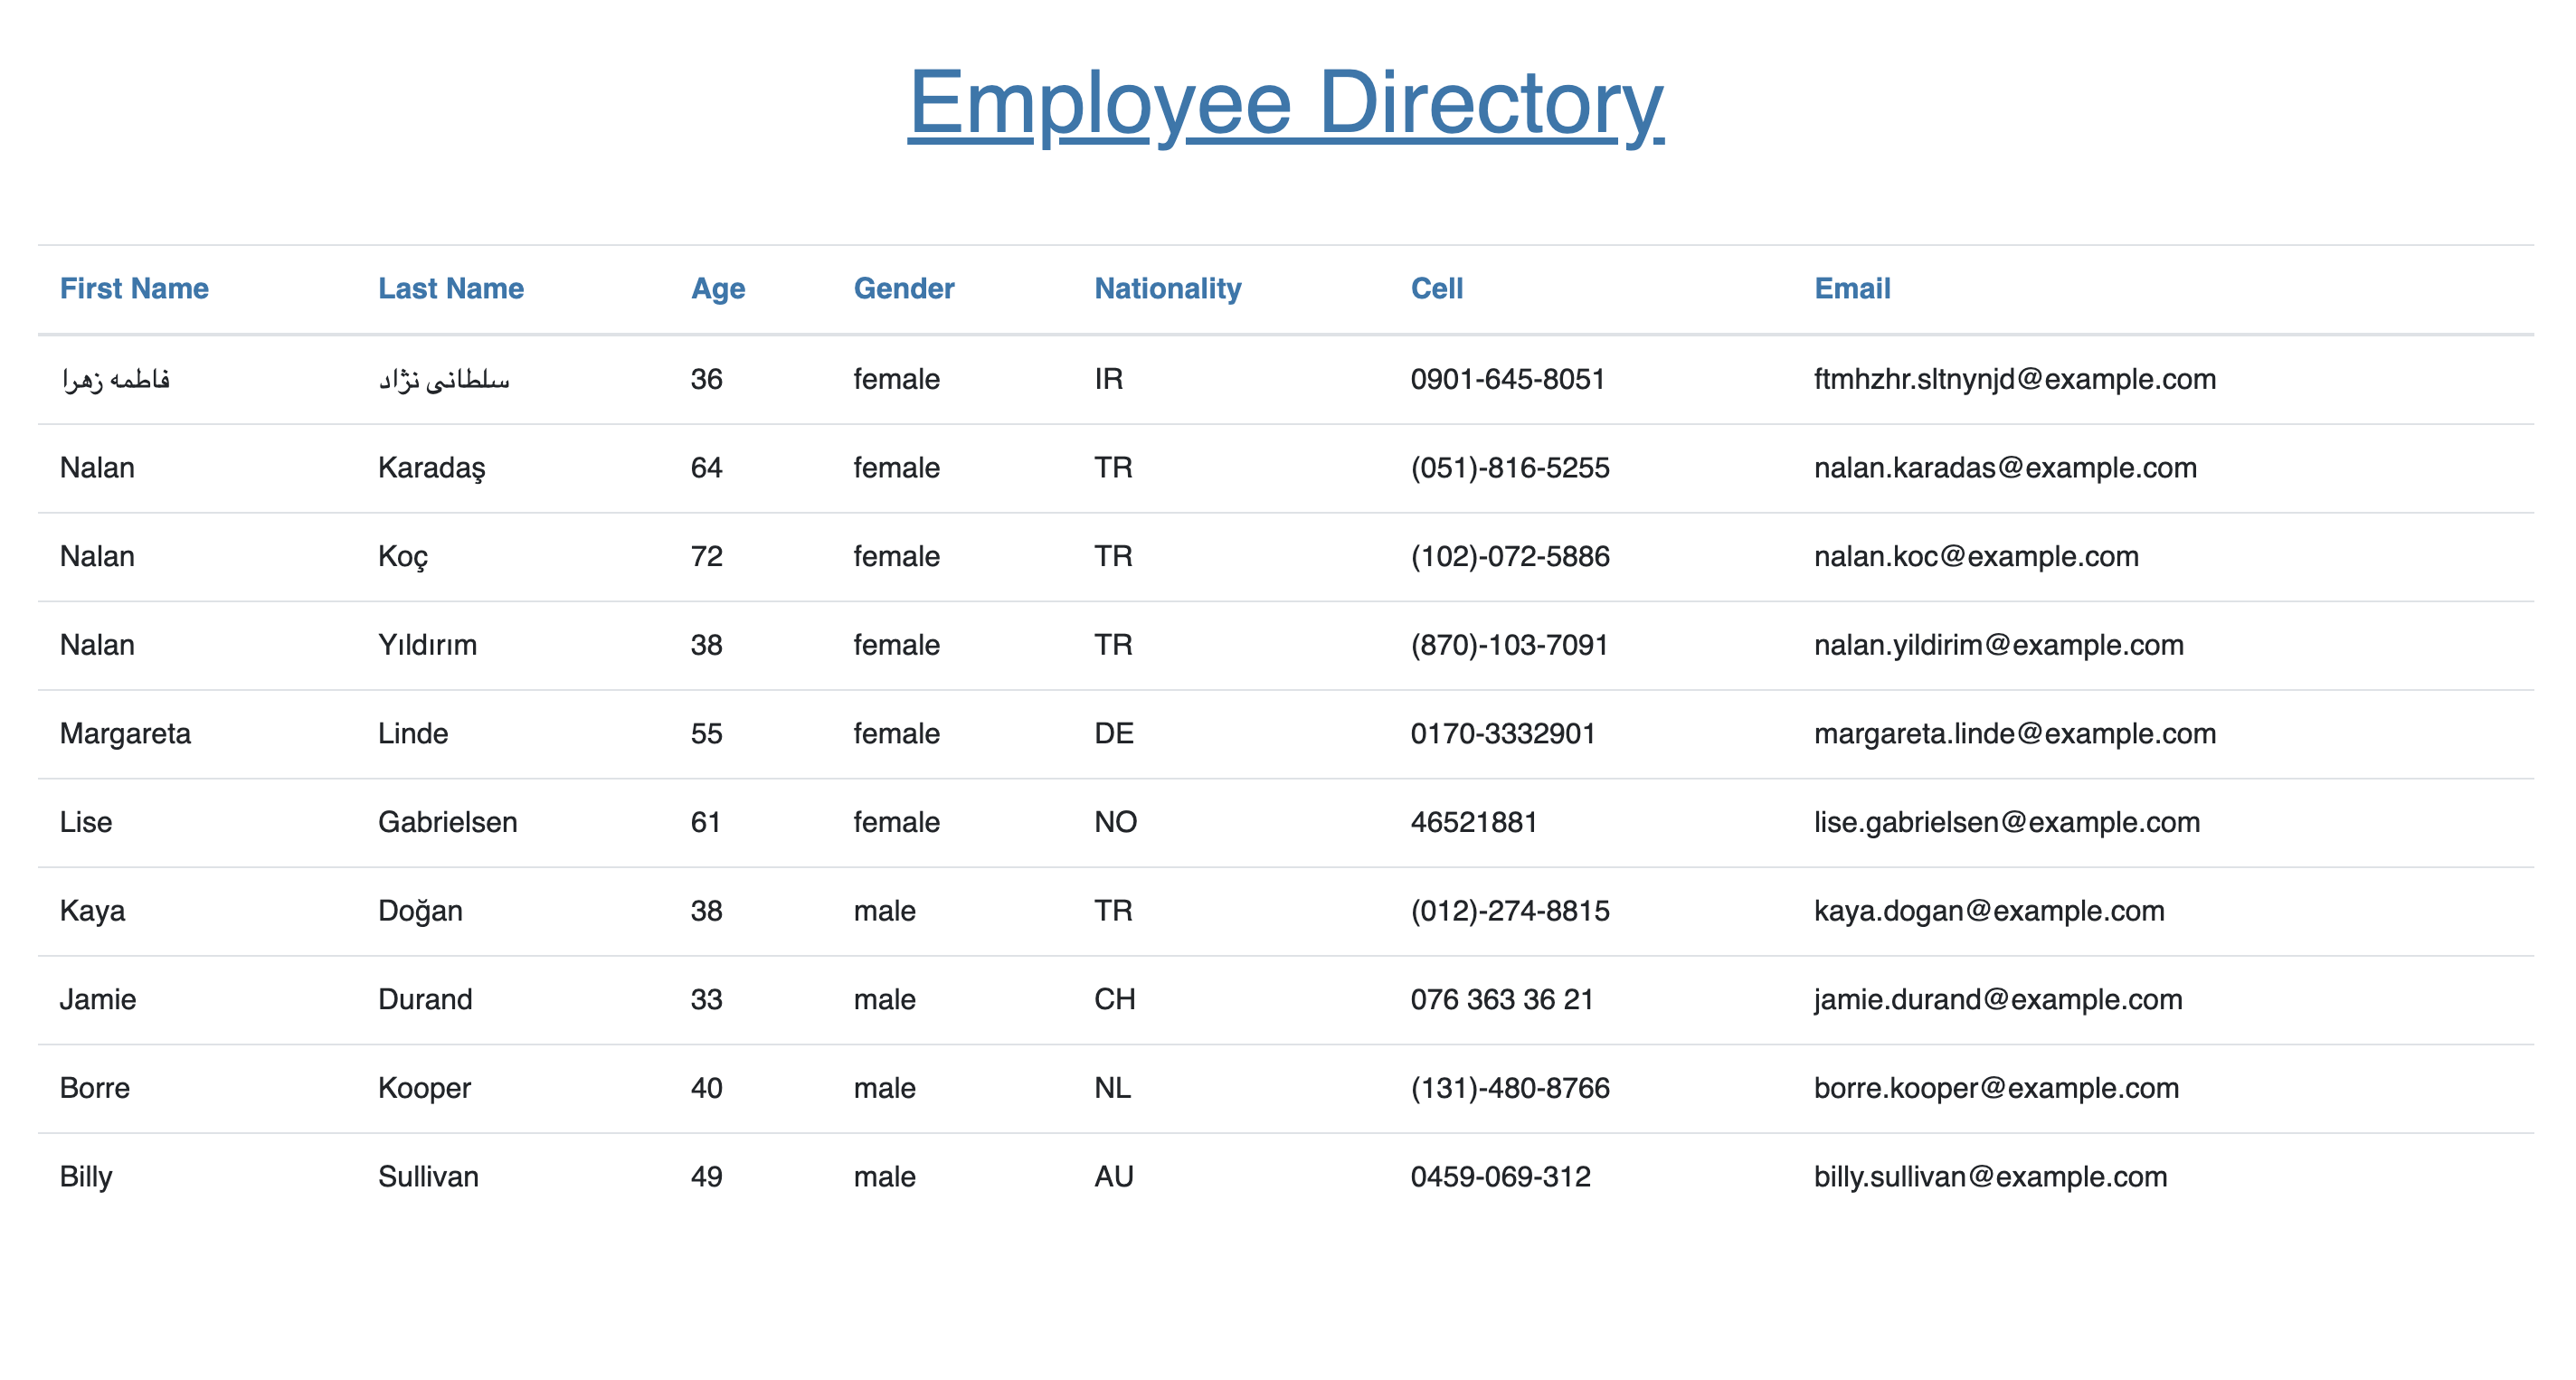 Employee Directory
First Name Last Name Age Gender Nationality Cell Email
فاطمه زهرا سلطانی نژاد 36 female IR 0901-645-8051 ftmhzhr.sltnynjd@example.com
Nalan Karadaş 64 female TR (051)-816-5255 nalan.karadas@example.com
Nalan Koç 72 female TR (102)-072-5886 nalan.koc@example.com
Nalan Yıldırım 38 female TR (870)-103-7091 nalan.yildirim@example.com
Margareta Linde 55 female DE 0170-3332901 margareta.linde@example.com
Lise Gabrielsen 61 female NO 46521881 lise.gabrielsen@example.com
Kaya Doğan 38 male TR (012)-274-8815 kaya.dogan@example.com
Jamie Durand 33 male CH 076 363 36 21 jamie.durand@example.com
Borre Kooper 40 male NL (131)-480-8766 borre.kooper@example.com
Billy Sullivan 49 male AU 0459-069-312 billy.sullivan@example.com